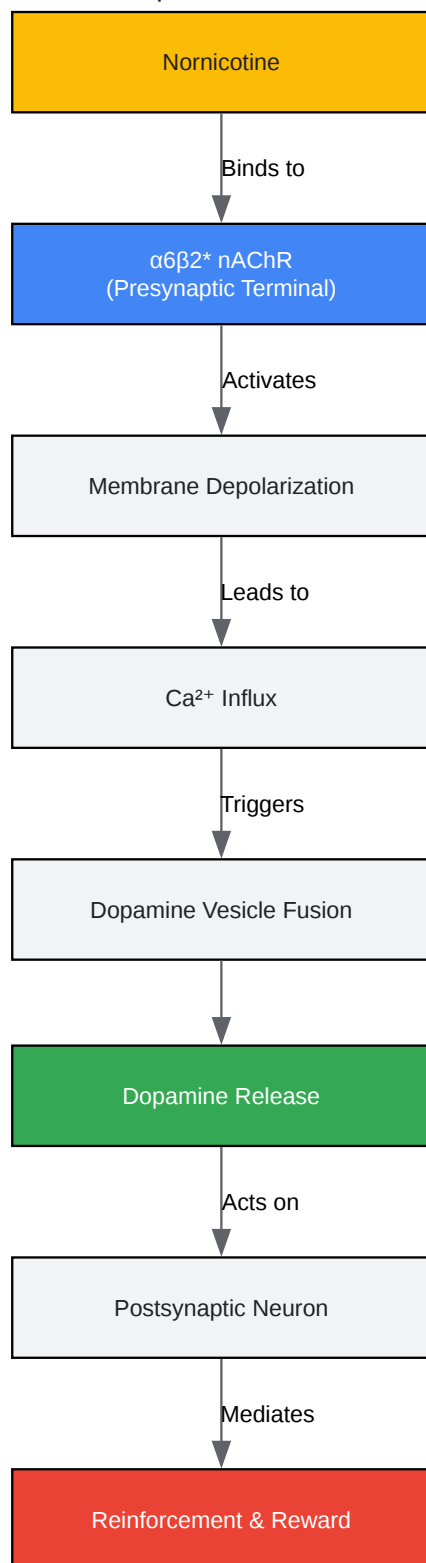 Nornicotine
Binds to
α6β2* nAChR
(Presynaptic Terminal)
Activates
Membrane Depolarization
Leads to
Ca²⁺ Influx
Triggers
Dopamine Vesicle Fusion
Dopamine Release
Acts on
Postsynaptic Neuron
Mediates
Reinforcement & Reward